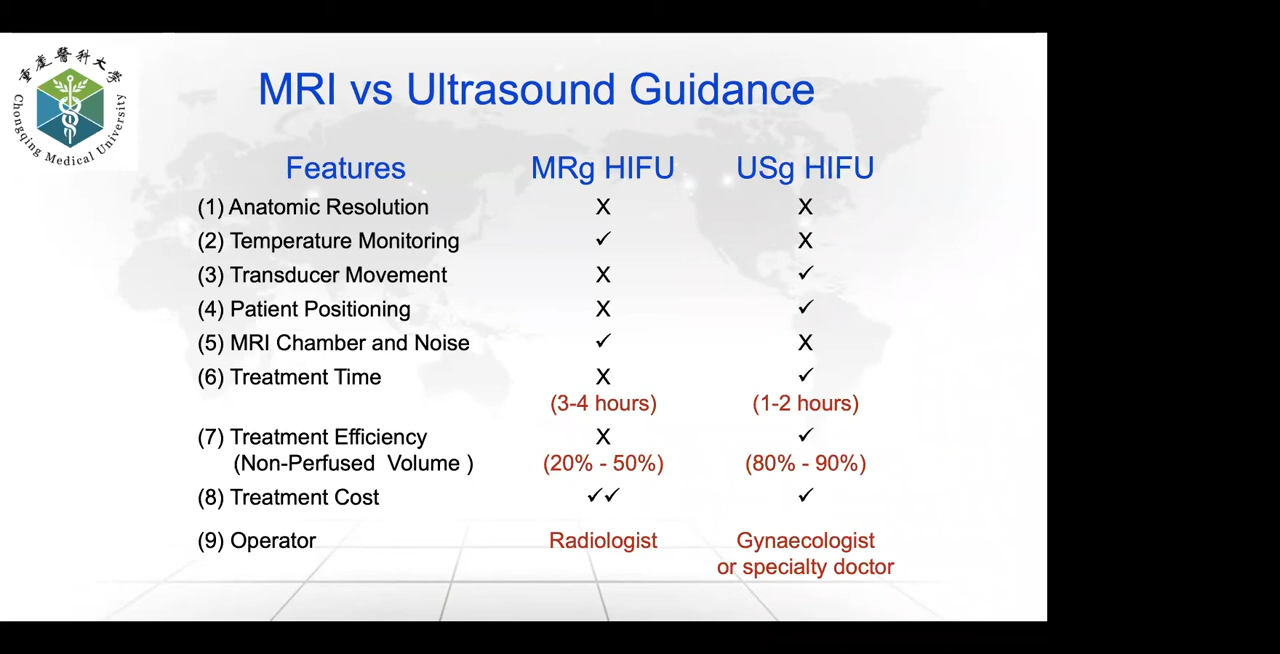 重慶醫科大學
Chongqing Medical University
MRI vs Ultrasound Guidance
Features MRg HIFU USg HIFU
(1) Anatomic Resolution X X
(2) Temperature Monitoring ✓ X
(3) Transducer Movement X ✓
(4) Patient Positioning X ✓
(5) MRI Chamber and Noise ✓ X
(6) Treatment Time X ✓
(3-4 hours) (1-2 hours)
(7) Treatment Efficiency X ✓
(Non-Perfused Volume ) (20% - 50%) (80% - 90%)
(8) Treatment Cost ✓✓ ✓
(9) Operator Radiologist Gynaecologist
or specialty doctor